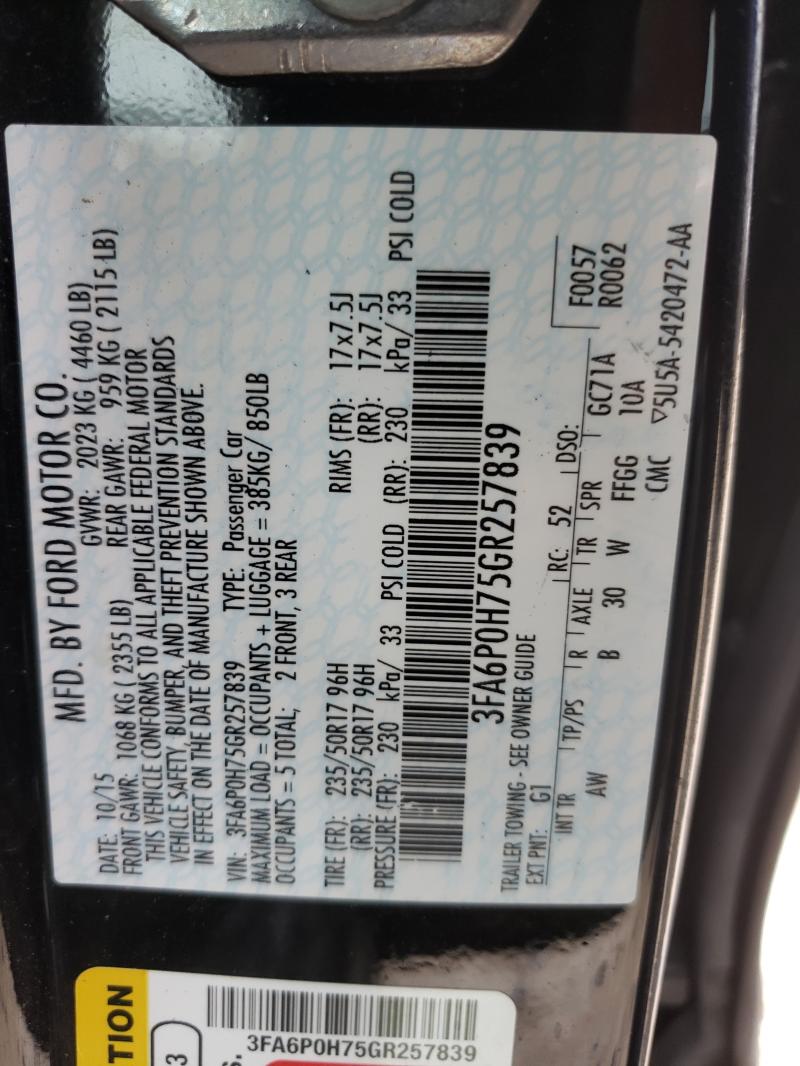 MFD. BY FORD MOTOR CO.
DATE: 10/15 GVWR: 2023 KG ( 4460 LB)
FRONT GAWR: 1068 KG ( 2355 LB) REAR GAWR: 959 KG ( 2115 LB)
THIS VEHICLE CONFORMS TO ALL APPLICABLE FEDERAL MOTOR
VEHICLE SAFETY, BUMPER, AND THEFT PREVENTION STANDARDS
IN EFFECT ON THE DATE OF MANUFACTURE SHOWN ABOVE.
VIN: 3FA6P0H75GR257839 TYPE: Passenger Car
MAXIMUM LOAD = OCCUPANTS + LUGGAGE = 385KG/ 850LB
OCCUPANTS = 5 TOTAL; 2 FRONT, 3 REAR
TIRE (FR): 235/50R17 96H RIMS (FR): 17x7.5J
(RR): 235/50R17 96H (RR): 17x7.5J
PRESSURE (FR): 230 kPa/ 33 PSI COLD (RR): 230 kPa/ 33 PSI COLD
3FA6P0H75GR257839
TRAILER TOWING - SEE OWNER GUIDE
EXT PNT: G1 RC: 52 DSO: F0057
R0062
INT TR TP/PS R AXLE TR SPR GC71A
AW B 30 W FFGG 10A
CMC ▽5U5A-5420472-AA
TION
3
S.
3FA6P0H75GR257839